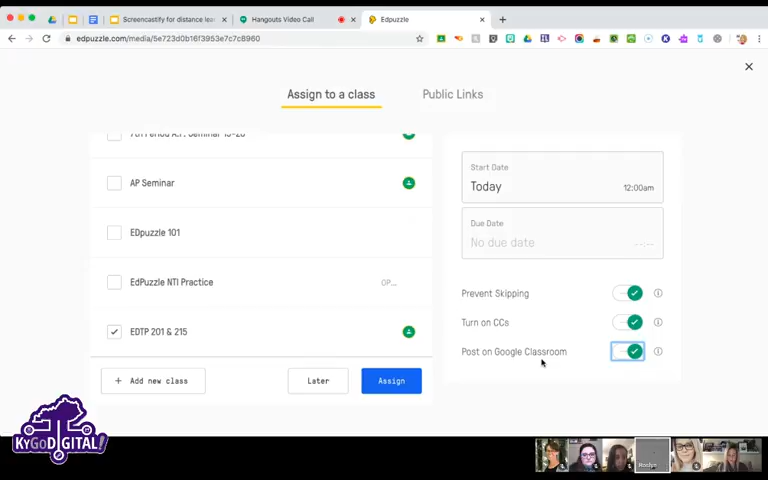 Screencastify for distance lea
Hangouts Video Call
Edpuzzle
edpuzzle.com/media/5e723d0b16f3953e7c7c8960
Assign to a class
Public Links
AP Seminar
EDpuzzle 101
EdPuzzle NTI Practice
OP...
EDTP 201 & 215
+ Add new class
Later
Assign
Start Date
Today
12:00am
Due Date
No due date
--:--
Prevent Skipping
Turn on CCs
Post on Google Classroom
KYGODIGITAL!
Roslyn